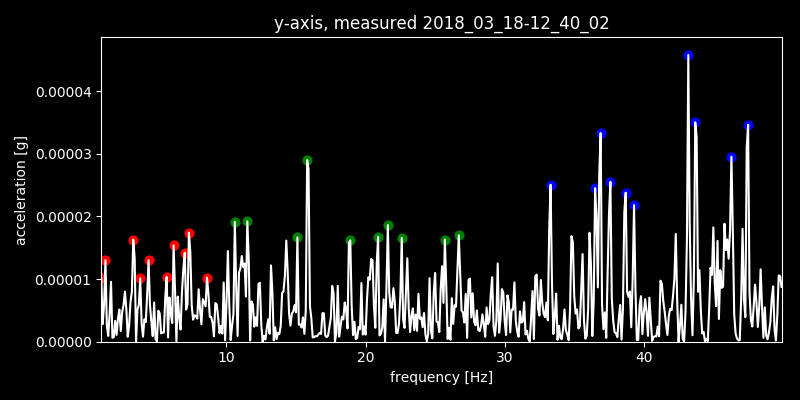 y-axis, measured 2018_03_18-12_40_02
0.00004
0.00003
0.00002
0.00001
0.00000
acceleration [g]
10 20 30 40
frequency [Hz]